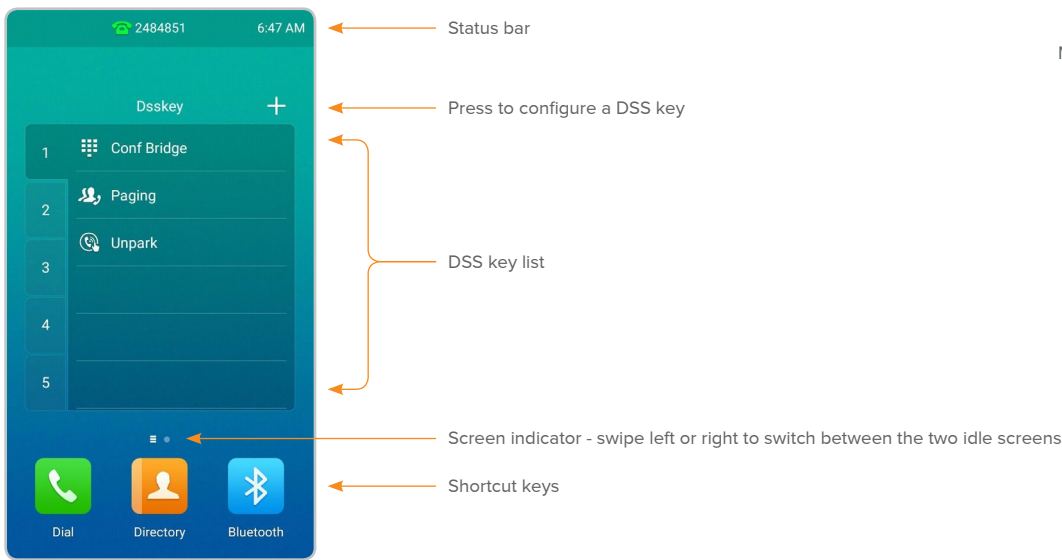 2484851 6:47 AM
Status bar
N
Dsskey +
Press to configure a DSS key
1 Conf Bridge
2 Paging
Unpark
3
4
5
DSS key list
Screen indicator - swipe left or right to switch between the two idle screens
Shortcut keys
Dial Directory Bluetooth